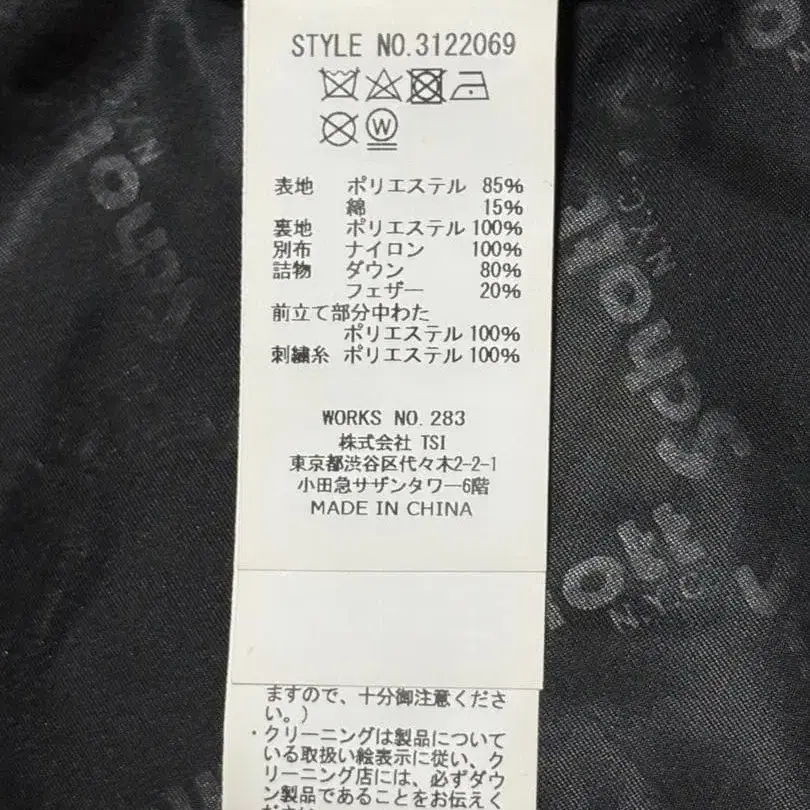 STYLE NO.3122069
W
表地 ポリエステル 85%
綿 15%
裏地 ポリエステル 100%
別布 ナイロン 100%
詰物 ダウン 80%
フェザー 20%
前立て部分中わた
ポリエステル 100%
刺繍糸 ポリエステル 100%
WORKS NO. 283
株式会社 TSI
東京都渋谷区代々木2-2-1
小田急サザンタワー6階
MADE IN CHINA
ますので、十分御注意くださ
い。)
・クリーニングは製品につい て
いる取扱い絵表示に従い、ク
リーニング店には、必ずダウ
ン製品であることをお伝えく
Schott
N.Y.C